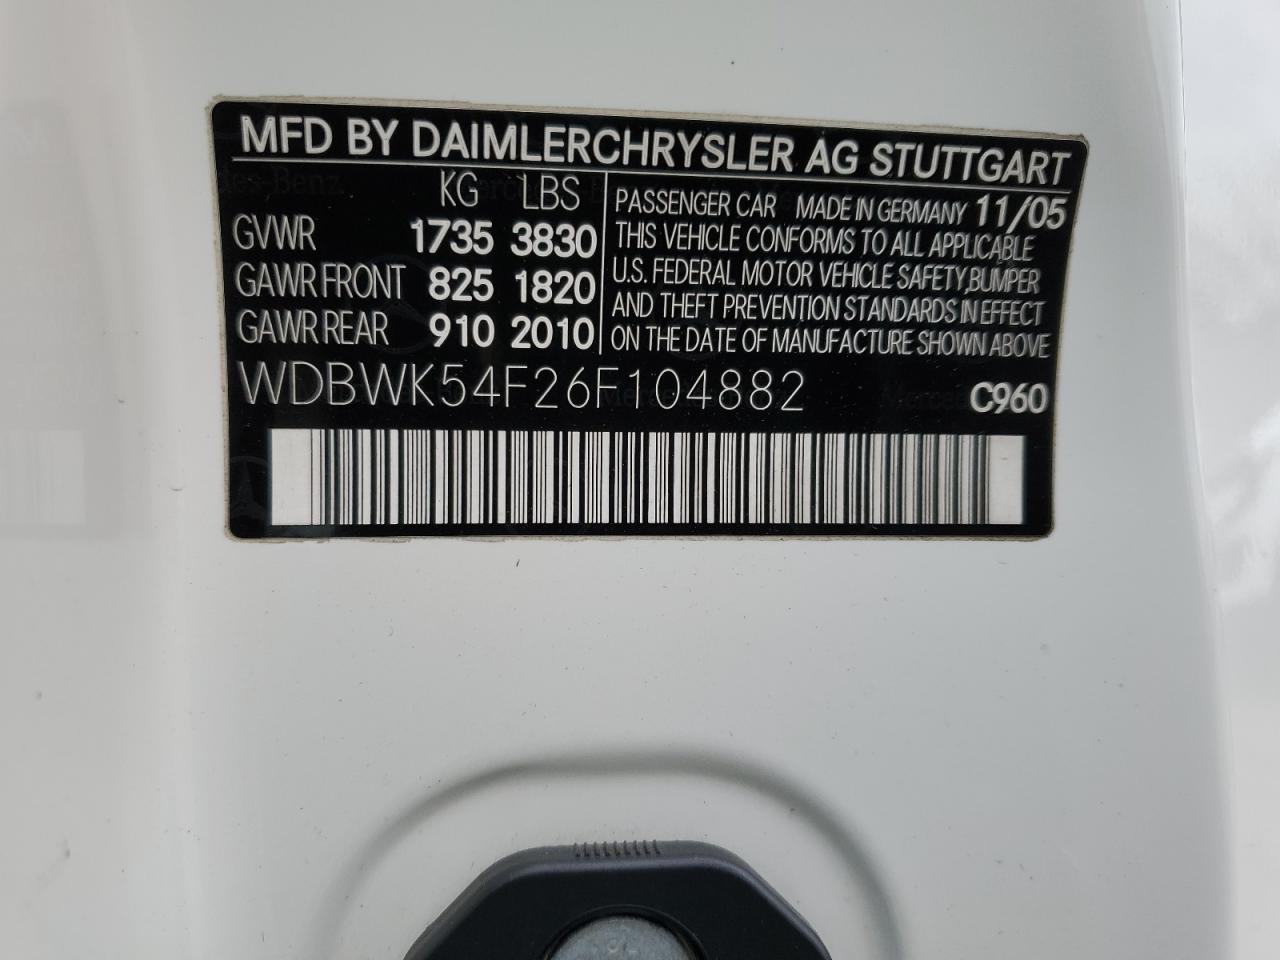 MFD BY DAIMLERCHRYSLER AG STUTTGART
KG LBS
GVWR 1735 3830
GAWR FRONT 825 1820
GAWR REAR 910 2010
PASSENGER CAR MADE IN GERMANY 11/05
THIS VEHICLE CONFORMS TO ALL APPLICABLE
U.S. FEDERAL MOTOR VEHICLE SAFETY,BUMPER
AND THEFT PREVENTION STANDARDS IN EFFECT
ON THE DATE OF MANUFACTURE SHOWN ABOVE
WDBWK54F26F104882 C960